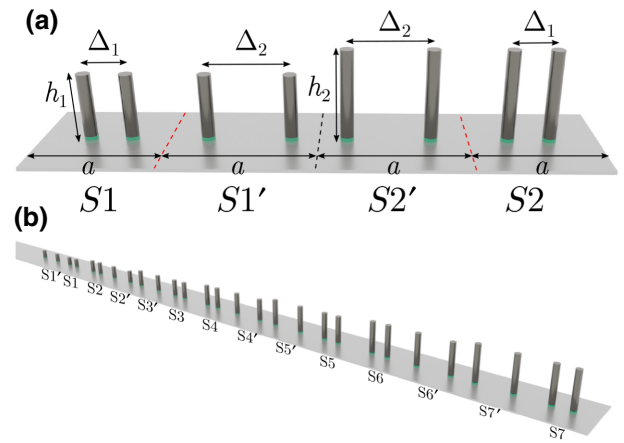 (a)
Δ₁ Δ₂ Δ₂ Δ₁
h₁ h₂
a a a a
S1 S1′ S2′ S2
(b)
S1′ S1 S2 S2′ S3′ S3 S4 S4′ S5′ S5 S6 S6′ S7′ S7